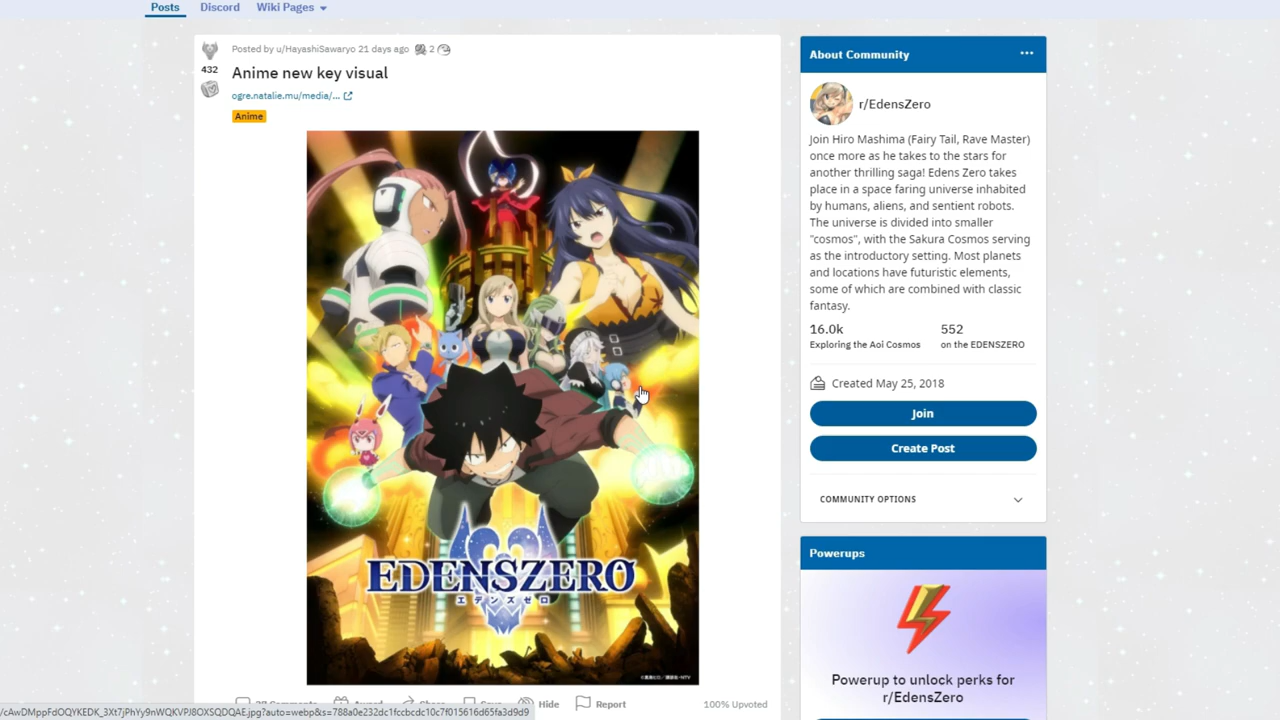 Posts
Discord
Wiki Pages
Posted by u/HayashiSawaryo 21 days ago
2
432
Anime new key visual
ogre.natalie.mu/media/...
Anime
EDENSZERO
エデンズゼロ
Hide
Report
100% Upvoted
About Community
r/EdensZero
Join Hiro Mashima (Fairy Tail, Rave Master)
once more as he takes to the stars for
another thrilling saga! Edens Zero takes
place in a space faring universe inhabited
by humans, aliens, and sentient robots.
The universe is divided into smaller
"cosmos", with the Sakura Cosmos serving
as the introductory setting. Most planets
and locations have futuristic elements,
some of which are combined with classic
fantasy.
16.0k
552
Exploring the Aoi Cosmos
on the EDENSZERO
Created May 25, 2018
Join
Create Post
COMMUNITY OPTIONS
Powerups
Powerup to unlock perks for
r/EdensZero